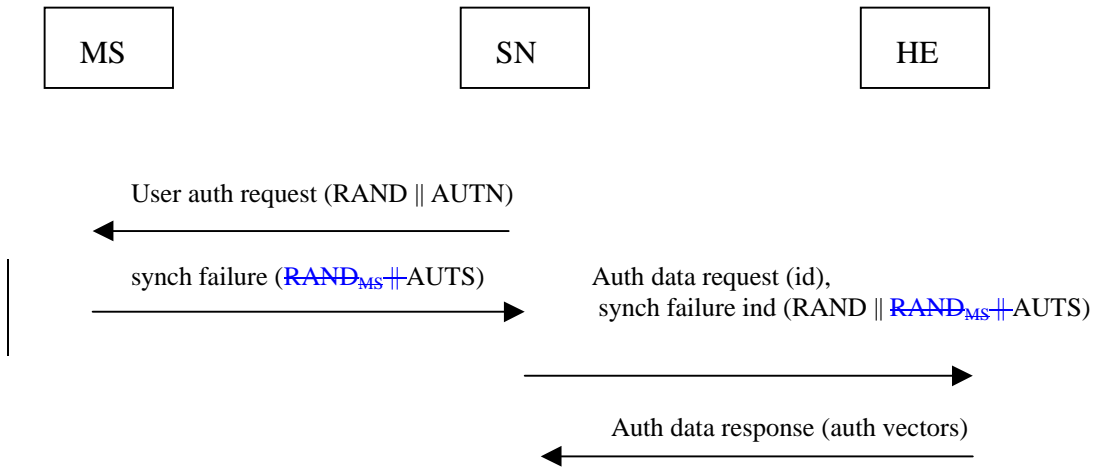 MS
SN
HE
User auth request (RAND || AUTN)
synch failure (RANDMS || AUTS)
Auth data request (id),
synch failure ind (RAND || RANDMS || AUTS)
Auth data response (auth vectors)